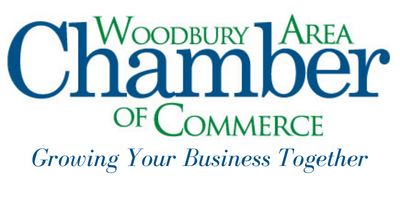 Woodbury Area
Chamber
of Commerce
Growing Your Business Together